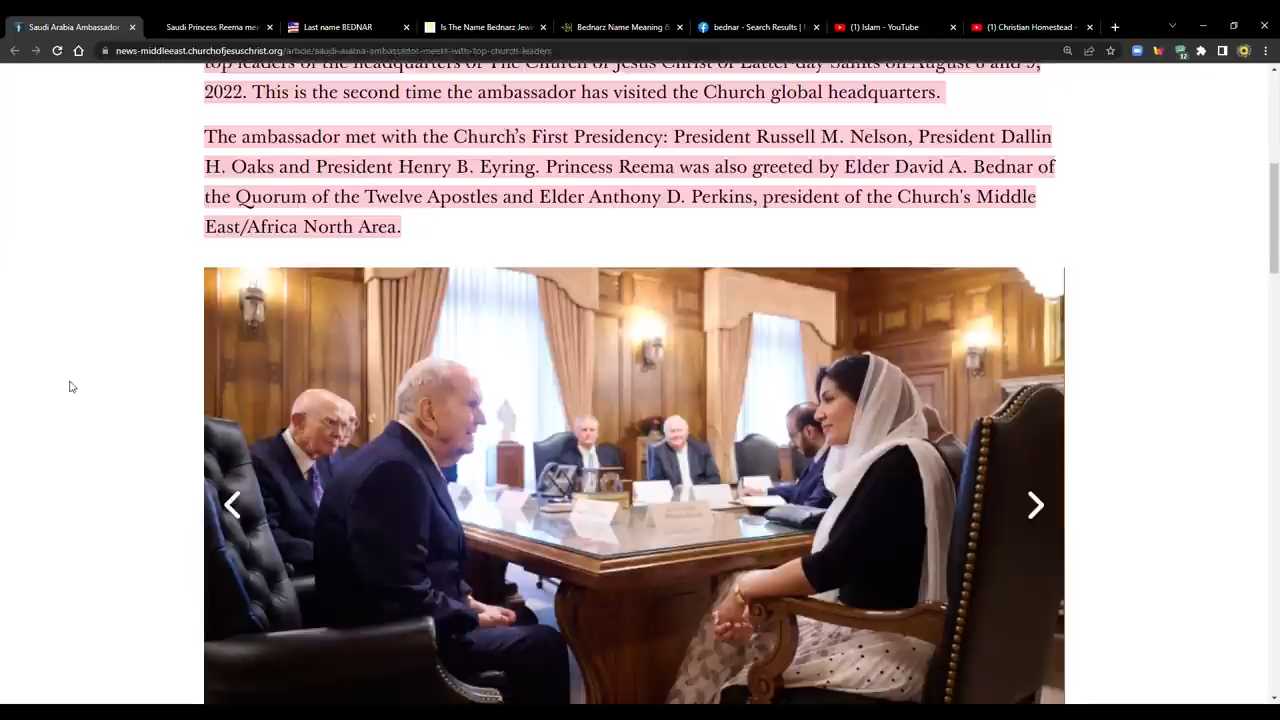 Saudi Arabia Ambassador
Saudi Princess Reema me
Last name BEDNAR
Is The Name Bednarz Jew
Bednarz Name Meaning &
bednar - Search Results |
(1) Islam - YouTube
(1) Christian Homestead -
news-middleeast.churchofjesuschrist.org/article/saudi-arabia-ambassador-meets-with-top-church-leaders
12
top leaders of the headquarters of The Church of Jesus Christ of Latter-day Saints on August 8 and 9,
2022. This is the second time the ambassador has visited the Church global headquarters.
The ambassador met with the Church’s First Presidency: President Russell M. Nelson, President Dallin
H. Oaks and President Henry B. Eyring. Princess Reema was also greeted by Elder David A. Bednar of
the Quorum of the Twelve Apostles and Elder Anthony D. Perkins, president of the Church's Middle
East/Africa North Area.